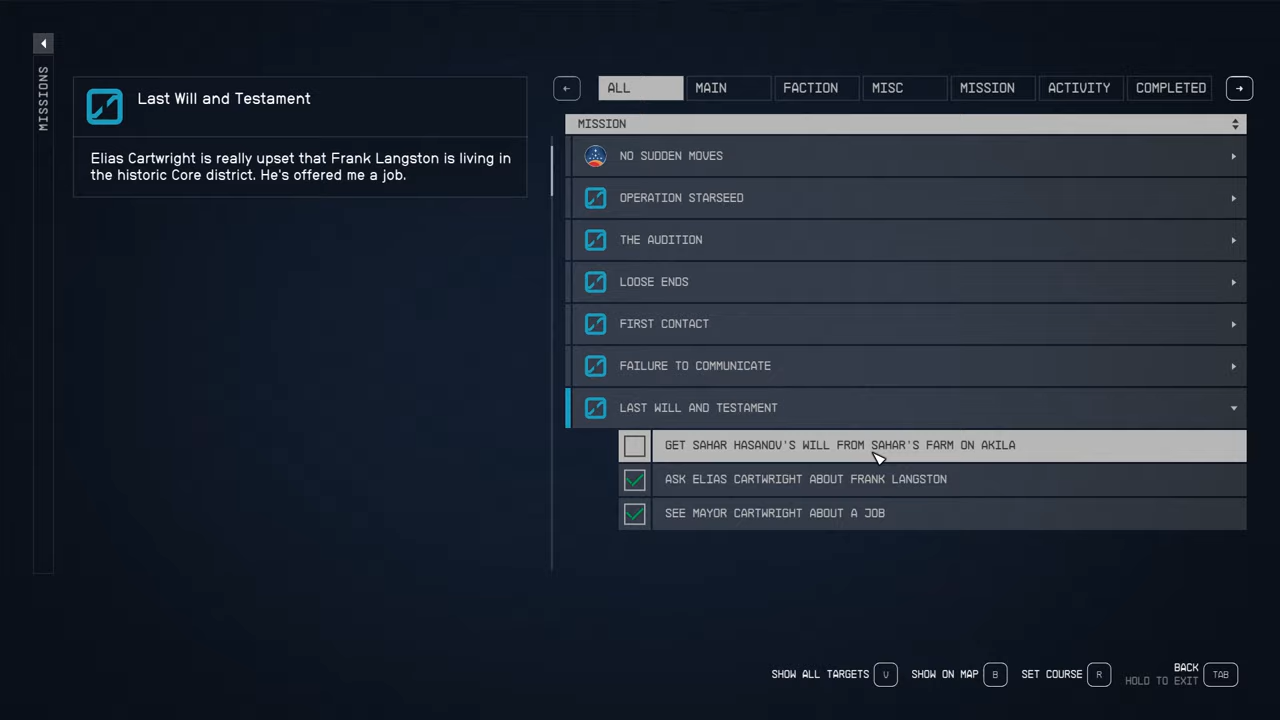 MISSIONS
Last Will and Testament
Elias Cartwright is really upset that Frank Langston is living in
the historic Core district. He's offered me a job.
ALL
MAIN
FACTION
MISC
MISSION
ACTIVITY
COMPLETED
MISSION
NO SUDDEN MOVES
OPERATION STARSEED
THE AUDITION
LOOSE ENDS
FIRST CONTACT
FAILURE TO COMMUNICATE
LAST WILL AND TESTAMENT
GET SAHAR HASANOV'S WILL FROM SAHAR'S FARM ON AKILA
ASK ELIAS CARTWRIGHT ABOUT FRANK LANGSTON
SEE MAYOR CARTWRIGHT ABOUT A JOB
SHOW ALL TARGETS V
SHOW ON MAP B
SET COURSE R
BACK
HOLD TO EXIT
TAB